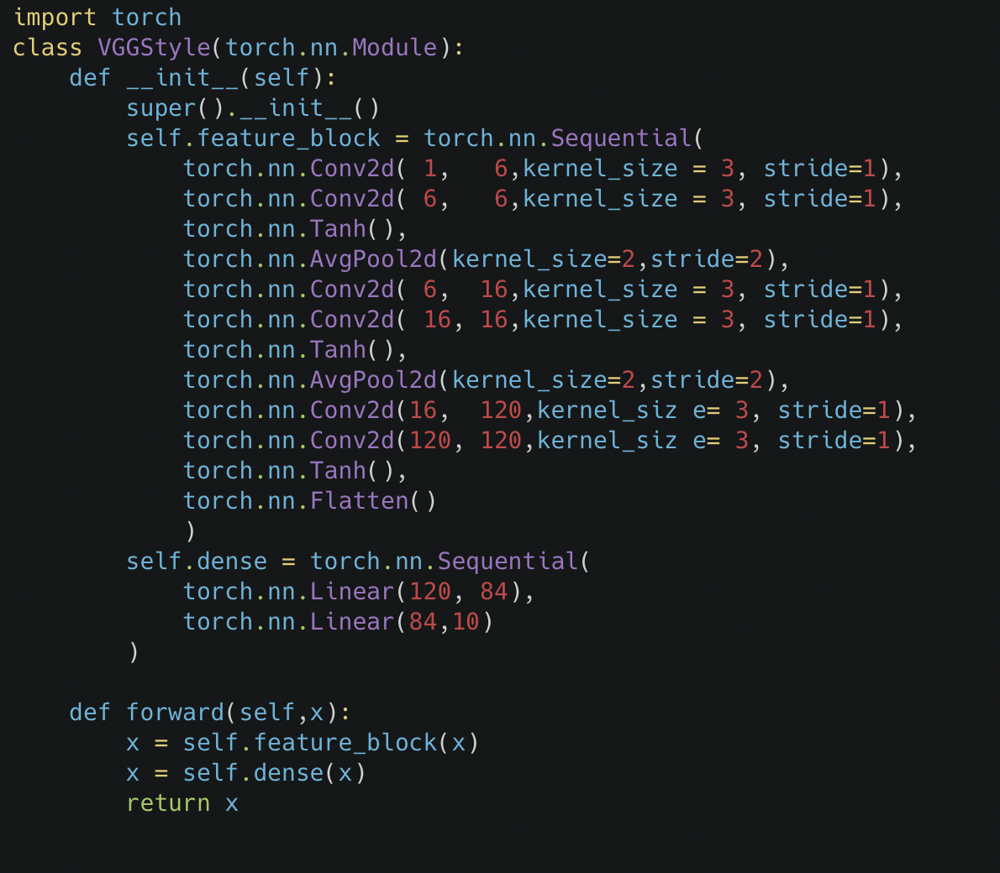 import torch
class VGGStyle(torch.nn.Module):
    def __init__(self):
        super().__init__()
        self.feature_block = torch.nn.Sequential(
            torch.nn.Conv2d( 1,   6,kernel_size = 3, stride=1),
            torch.nn.Conv2d( 6,   6,kernel_size = 3, stride=1),
            torch.nn.Tanh(),
            torch.nn.AvgPool2d(kernel_size=2,stride=2),
            torch.nn.Conv2d( 6,  16,kernel_size = 3, stride=1),
            torch.nn.Conv2d( 16, 16,kernel_size = 3, stride=1),
            torch.nn.Tanh(),
            torch.nn.AvgPool2d(kernel_size=2,stride=2),
            torch.nn.Conv2d(16,  120,kernel_siz e= 3, stride=1),
            torch.nn.Conv2d(120, 120,kernel_siz e= 3, stride=1),
            torch.nn.Tanh(),
            torch.nn.Flatten()
            )
        self.dense = torch.nn.Sequential(
            torch.nn.Linear(120, 84),
            torch.nn.Linear(84,10)
        )

    def forward(self,x):
        x = self.feature_block(x)
        x = self.dense(x)
        return x